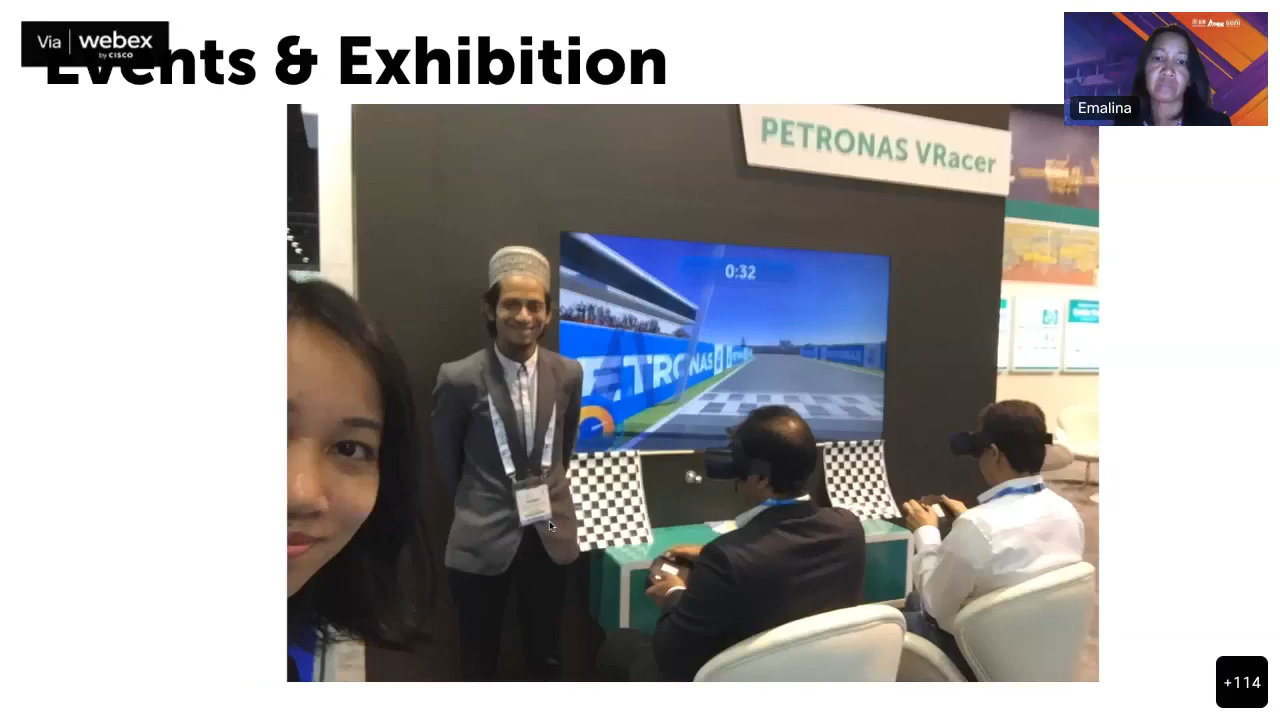 Via webex
by CISCO
Events & Exhibition
Emalina
PETRONAS VRacer
0:32
PETRONAS
+114